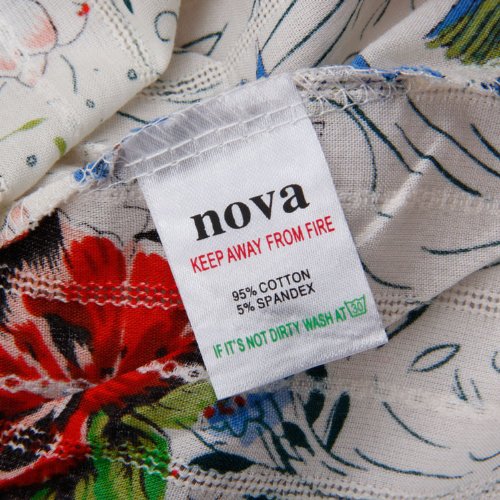 nova
KEEP AWAY FROM FIRE
95% COTTON
5% SPANDEX
IF IT'S NOT DIRTY WASH AT 30